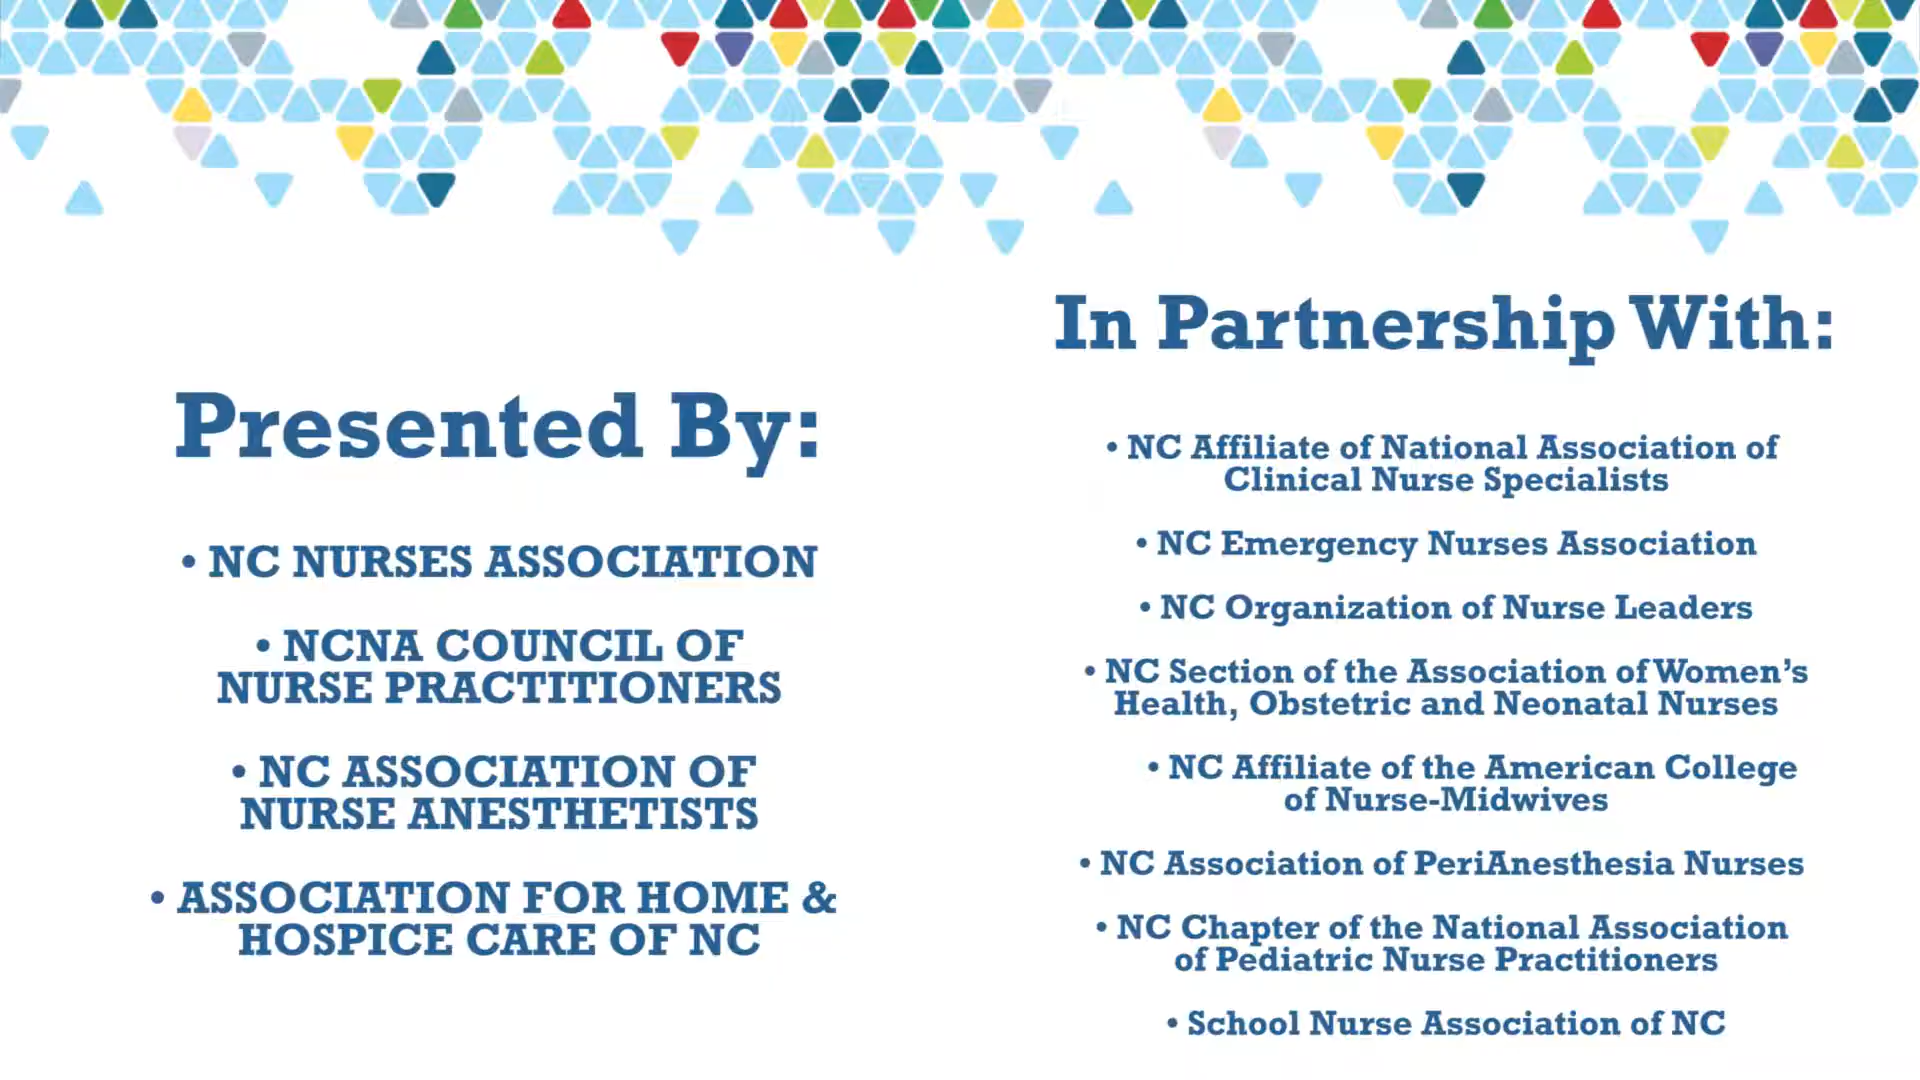 Presented By:
• NC NURSES ASSOCIATION
• NCNA COUNCIL OF
NURSE PRACTITIONERS
• NC ASSOCIATION OF
NURSE ANESTHETISTS
• ASSOCIATION FOR HOME &
HOSPICE CARE OF NC
In Partnership With:
• NC Affiliate of National Association of
Clinical Nurse Specialists
• NC Emergency Nurses Association
• NC Organization of Nurse Leaders
• NC Section of the Association of Women's
Health, Obstetric and Neonatal Nurses
• NC Affiliate of the American College
of Nurse-Midwives
• NC Association of PeriAnesthesia Nurses
• NC Chapter of the National Association
of Pediatric Nurse Practitioners
• School Nurse Association of NC